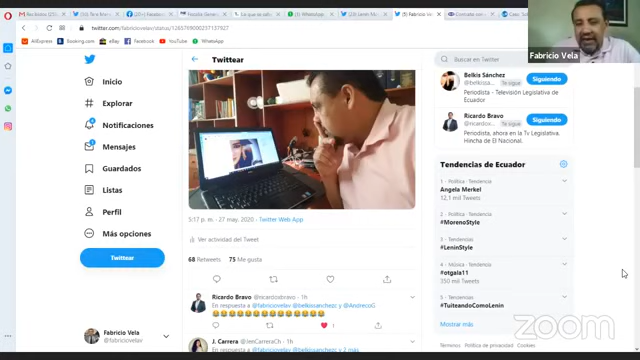 twitter.com/fabriciovelav/status/1265790000237137627
AliExpress
Booking.com
eBay
Facebook
YouTube
WhatsApp
Inicio
Explorar
Notificaciones
Mensajes
Guardados
Listas
Perfil
Más opciones
Twittear
Fabricio Vela
@fabriciovelav
Twittear
5:17 p. m. · 27 may. 2020 · Twitter Web App
Ver actividad del Tweet
68 Retweets 75 Me gusta
Ricardo Bravo @ricardoxbravo · 1h
En respuesta a @fabriciovelav @belkissanchezc y @AndrecoG
1
J. Carrera @JenCarreraCh · 1h
En respuesta a @fabriciovelav @belkissanchezc y 2 más
Fabricio Vela
Buscar en Twitter
Belkis Sánchez
Te sigue
Siguiendo
Periodista - Televisión Legislativa de
Ecuador
Ricardo Bravo
Te sigue
Siguiendo
Periodista, ahora en la Tv Legislativa.
Hincha de El Nacional.
Tendencias de Ecuador
1 · Política · Tendencia
Angela Merkel
12,1 mil Tweets
2 · Política · Tendencia
#MorenoStyle
3 · Tendencias
#LeninStyle
4 · Música · Tendencia
#otgala11
350 mil Tweets
5 · Tendencias
#TuiteandoComoLenin
Mostrar más
Términos Política de privacidad Cookies
zoom